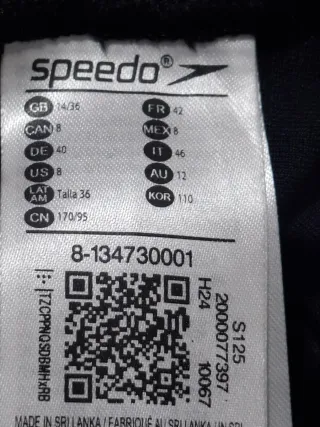 speedo®
GB 14/36
FR 42
CAN 8
MEX 8
DE 40
IT 46
US 8
AU 12
LAT AM Talla 36
KOR 110
CN 170/95
8-134730001
S125
2000077397
H24 10067
MADE IN SRI LANKA / FABRIQUÉ AU SRI LANKA